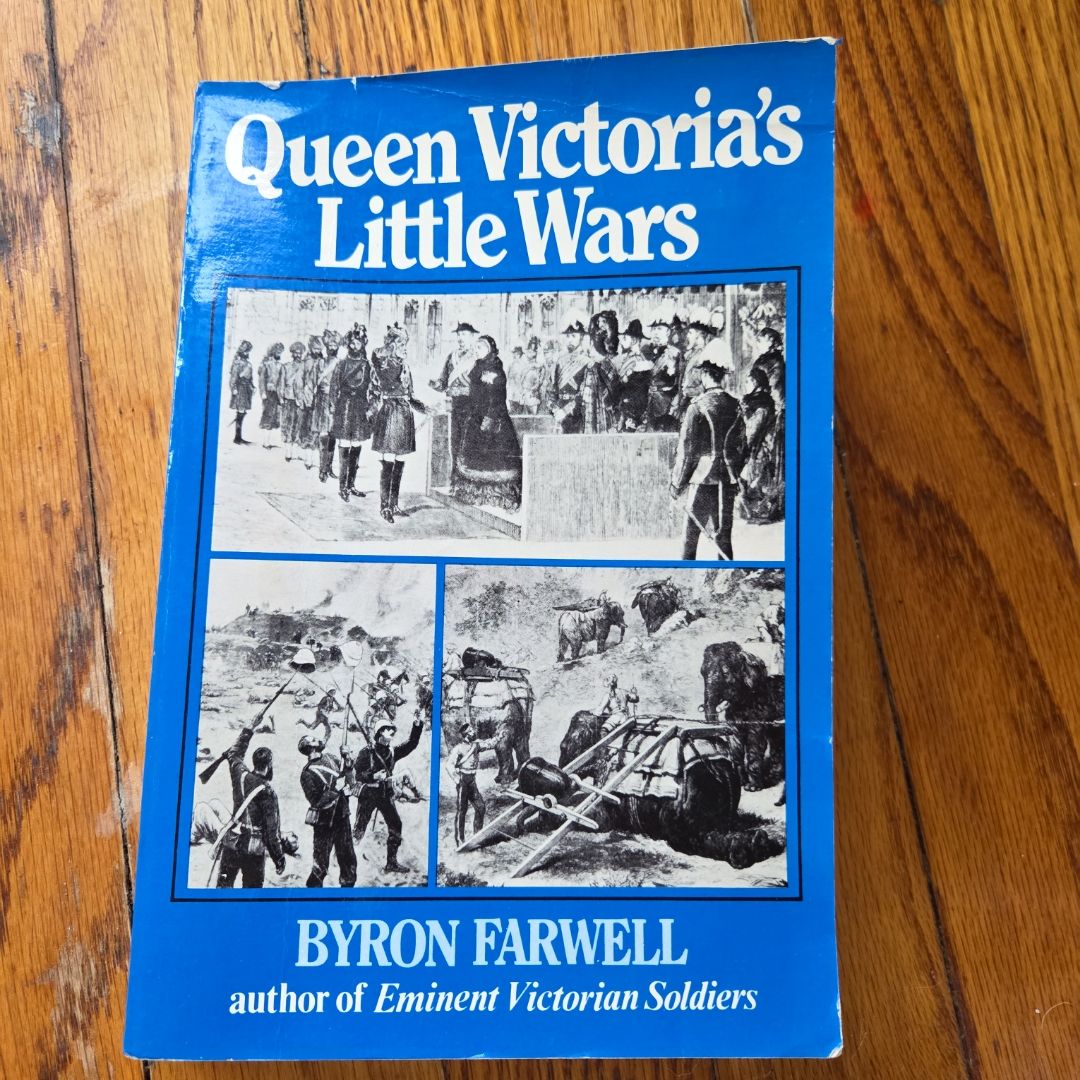 Queen Victoria's
Little Wars
BYRON FARWELL
author of Eminent Victorian Soldiers